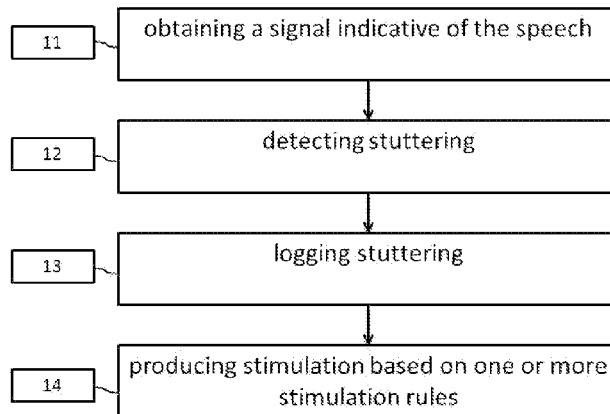 11
obtaining a signal indicative of the speech
12
detecting stuttering
13
logging stuttering
14
producing stimulation based on one or more
stimulation rules